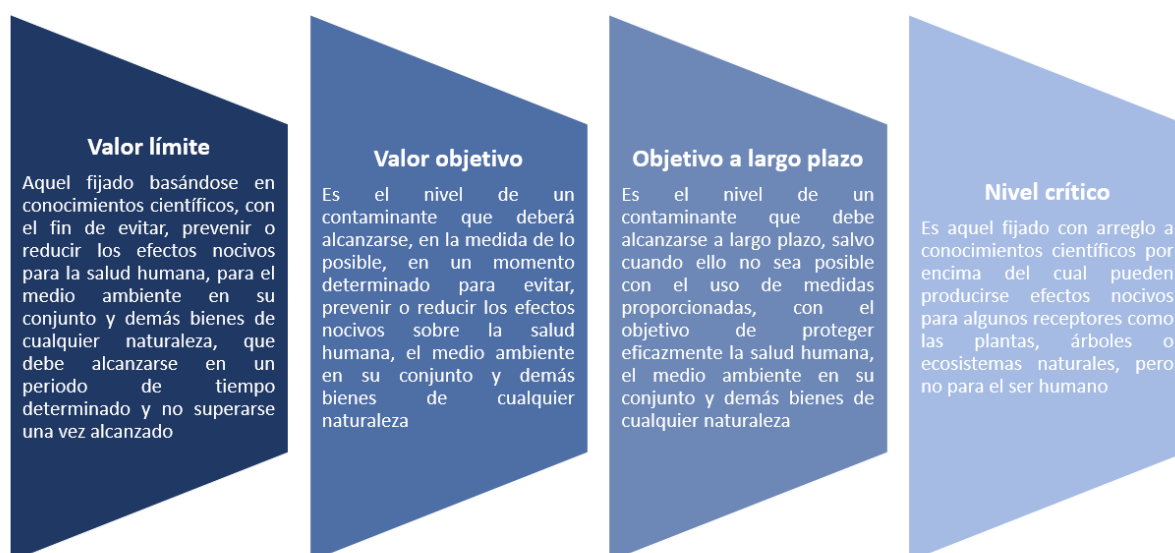 Valor límite
Aquel fijado basándose en
conocimientos científicos, con
el fin de evitar, prevenir o
reducir los efectos nocivos
para la salud humana, para el
medio ambiente en su
conjunto y demás bienes de
cualquier naturaleza, que
debe alcanzarse en un
periodo de tiempo
determinado y no superarse
una vez alcanzado
Valor objetivo
Es el nivel de un
contaminante que deberá
alcanzarse, en la medida de lo
posible, en un momento
determinado para evitar,
prevenir o reducir los efectos
nocivos sobre la salud
humana, el medio ambiente
en su conjunto y demás
bienes de cualquier
naturaleza
Objetivo a largo plazo
Es el nivel de un
contaminante que debe
alcanzarse a largo plazo, salvo
cuando ello no sea posible
con el uso de medidas
proporcionadas, con el
objetivo de proteger
eficazmente la salud humana,
el medio ambiente en su
conjunto y demás bienes de
cualquier naturaleza
Nivel crítico
Es aquel fijado con arreglo a
conocimientos científicos por
encima del cual pueden
producirse efectos nocivos
para algunos receptores como
las plantas, árboles o
ecosistemas naturales, pero
no para el ser humano